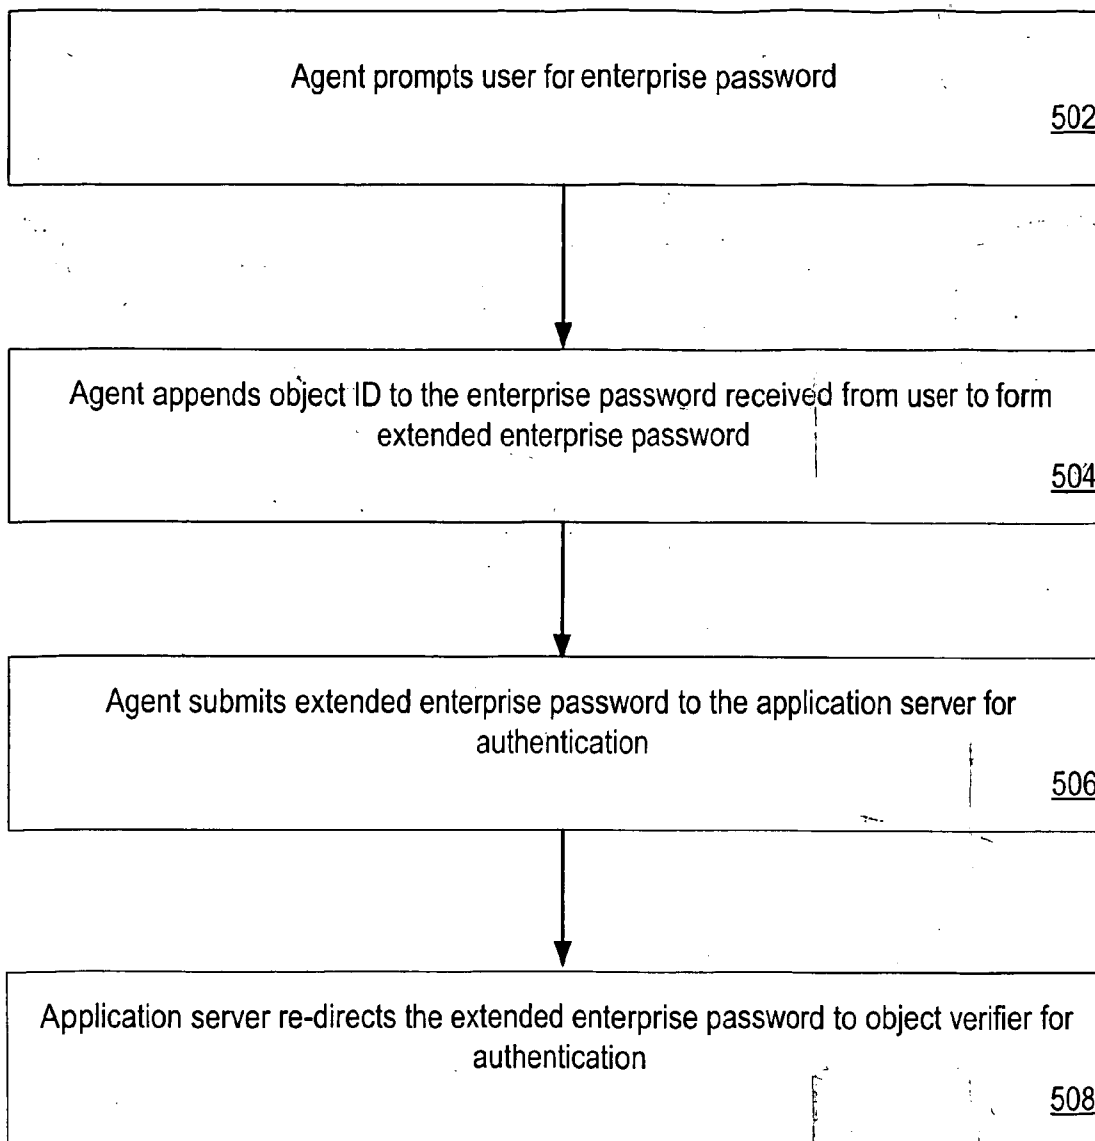 Agent prompts user for enterprise password
502
Agent appends object ID to the enterprise password received from user to form
extended enterprise password
504
Agent submits extended enterprise password to the application server for
authentication
506
Application server re-directs the extended enterprise password to object verifier for
authentication
508